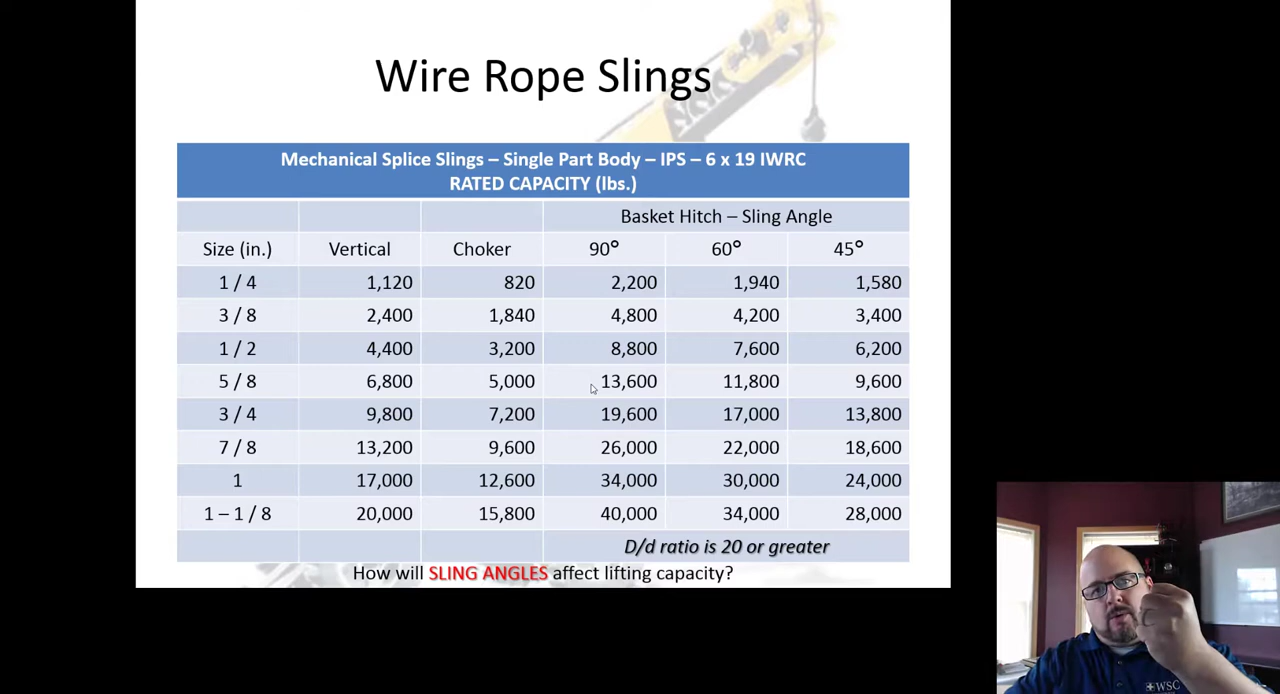 Wire Rope Slings
Mechanical Splice Slings – Single Part Body – IPS – 6 x 19 IWRC
RATED CAPACITY (lbs.)
Basket Hitch – Sling Angle
Size (in.) Vertical Choker 90° 60° 45°
1 / 4 1,120 820 2,200 1,940 1,580
3 / 8 2,400 1,840 4,800 4,200 3,400
1 / 2 4,400 3,200 8,800 7,600 6,200
5 / 8 6,800 5,000 13,600 11,800 9,600
3 / 4 9,800 7,200 19,600 17,000 13,800
7 / 8 13,200 9,600 26,000 22,000 18,600
1 17,000 12,600 34,000 30,000 24,000
1 – 1 / 8 20,000 15,800 40,000 34,000 28,000
D/d ratio is 20 or greater
How will SLING ANGLES affect lifting capacity?
WSC